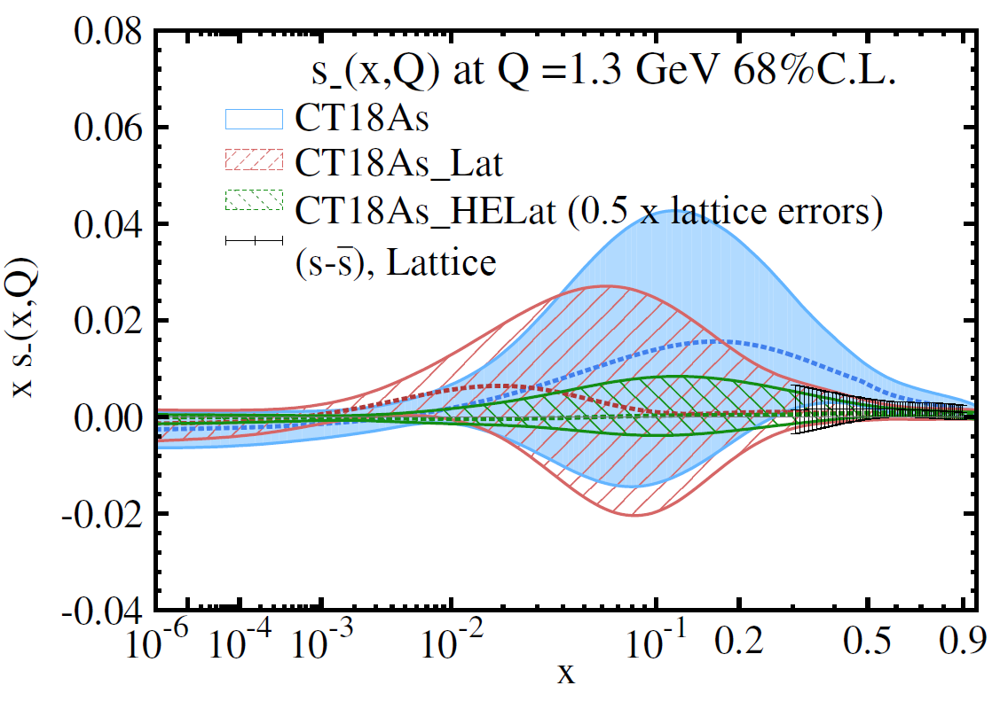 s_(x,Q) at Q =1.3 GeV 68%C.L.
CT18As
CT18As_Lat
CT18As_HELat (0.5 x lattice errors)
(s-s̅), Lattice
x s-(x,Q)
0.08
0.06
0.04
0.02
0.00
-0.02
-0.04
10⁻⁶ 10⁻⁴ 10⁻³ 10⁻² 10⁻¹ 0.2 0.5 0.9
x